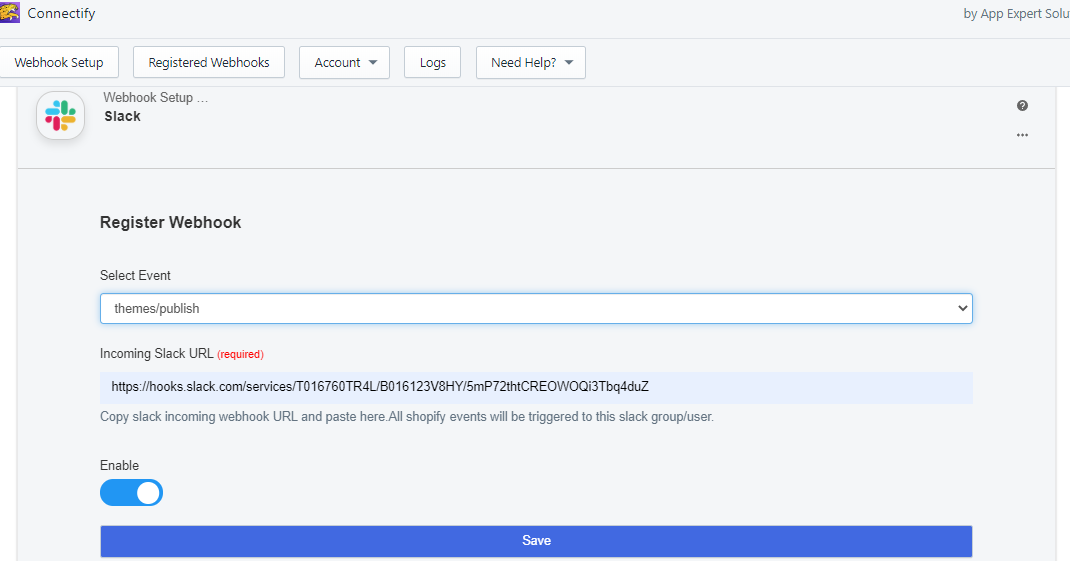 Connectify
by App Expert Solu
Webhook Setup Registered Webhooks Account Logs Need Help?
Webhook Setup ...
Slack
Register Webhook
Select Event
themes/publish
Incoming Slack URL (required)
https://hooks.slack.com/services/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
Copy slack incoming webhook URL and paste here.All shopify events will be triggered to this slack group/user.
Enable
Save